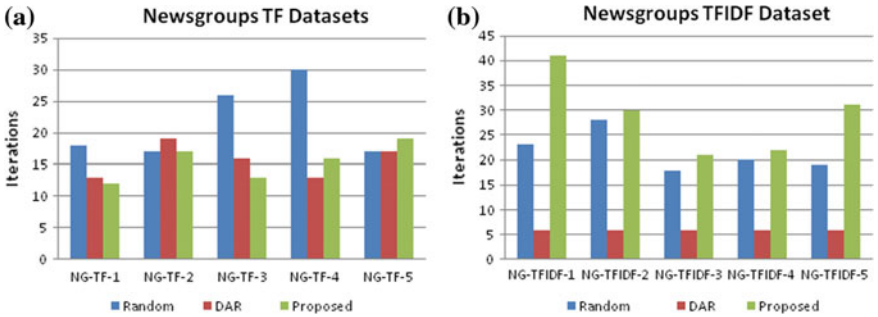 (a)
Newsgroups TF Datasets
Iterations
35
30
25
20
15
10
5
0
NG-TF-1 NG-TF-2 NG-TF-3 NG-TF-4 NG-TF-5
Random DAR Proposed
(b)
Newsgroups TFIDF Dataset
Iterations
45
40
35
30
25
20
15
10
5
0
NG-TFIDF-1 NG-TFIDF-2 NG-TFIDF-3 NG-TFIDF-4 NG-TFIDF-5
Random DAR Proposed